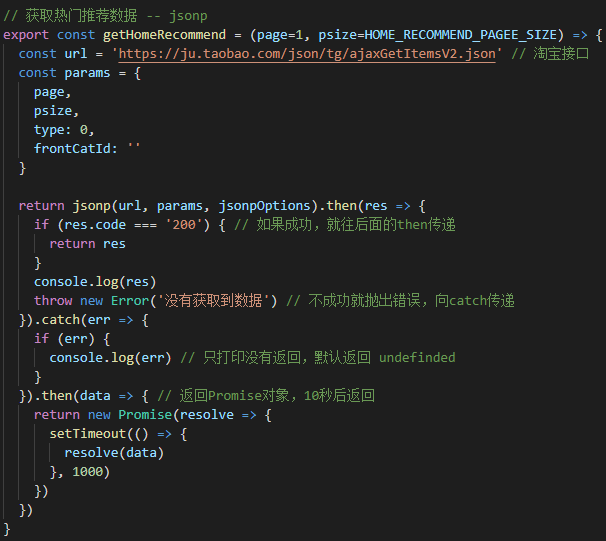 // 获取热门推荐数据 -- jsonp
export const getHomeRecommend = (page=1, psize=HOME_RECOMMEND_PAGEE_SIZE) => {
  const url = 'https://ju.taobao.com/json/tg/ajaxGetItemsV2.json' // 淘宝接口
  const params = {
    page,
    psize,
    type: 0,
    frontCatId: ''
  }

  return jsonp(url, params, jsonpOptions).then(res => {
    if (res.code === '200') { // 如果成功，就往后面的then传递
      return res
    }
    console.log(res)
    throw new Error('没有获取到数据') // 不成功就抛出错误，向catch传递
  }).catch(err => {
    if (err) {
      console.log(err) // 只打印没有返回，默认返回 undefinded
    }
  }).then(data => { // 返回Promise对象，10秒后返回
    return new Promise(resolve => {
      setTimeout(() => {
        resolve(data)
      }, 1000)
    })
  })
}